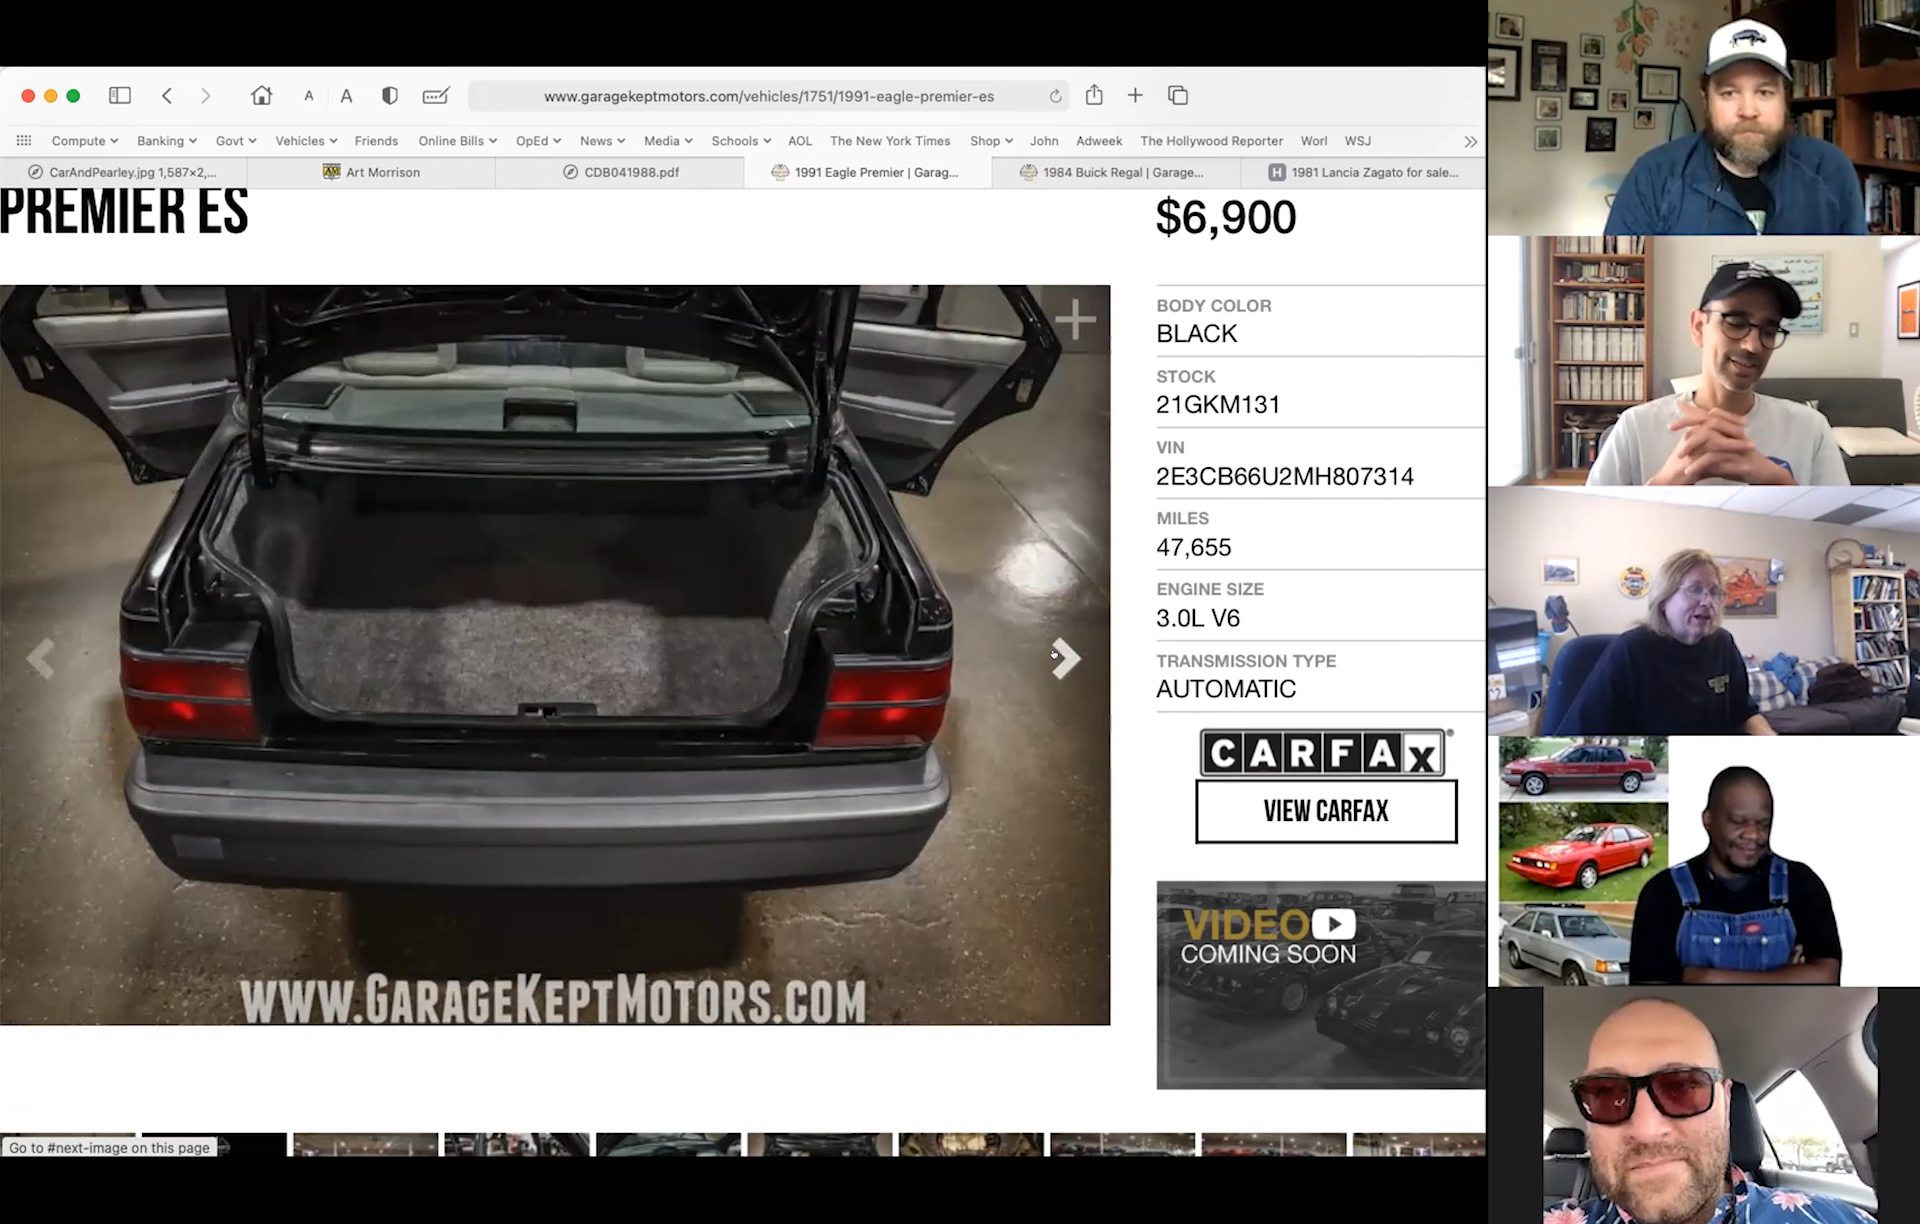 www.garagekeptmotors.com/vehicles/1751/1991-eagle-premier-es
A A
Compute Banking Govt Vehicles Friends Online Bills OpEd News Media Schools AOL The New York Times Shop John Adweek The Hollywood Reporter Worl WSJ
CarAndPearley.jpg 1,587×2,... Art Morrison CDB041988.pdf 1991 Eagle Premier | Garag... 1984 Buick Regal | Garage... H 1981 Lancia Zagato for sale...
PREMIER ES
$6,900
BODY COLOR
BLACK
STOCK
21GKM131
VIN
2E3CB66U2MH807314
MILES
47,655
ENGINE SIZE
3.0L V6
TRANSMISSION TYPE
AUTOMATIC
CARFAX
VIEW CARFAX
VIDEO
COMING SOON
WWW.GARAGEKEPTMOTORS.COM
Go to #next-image on this page